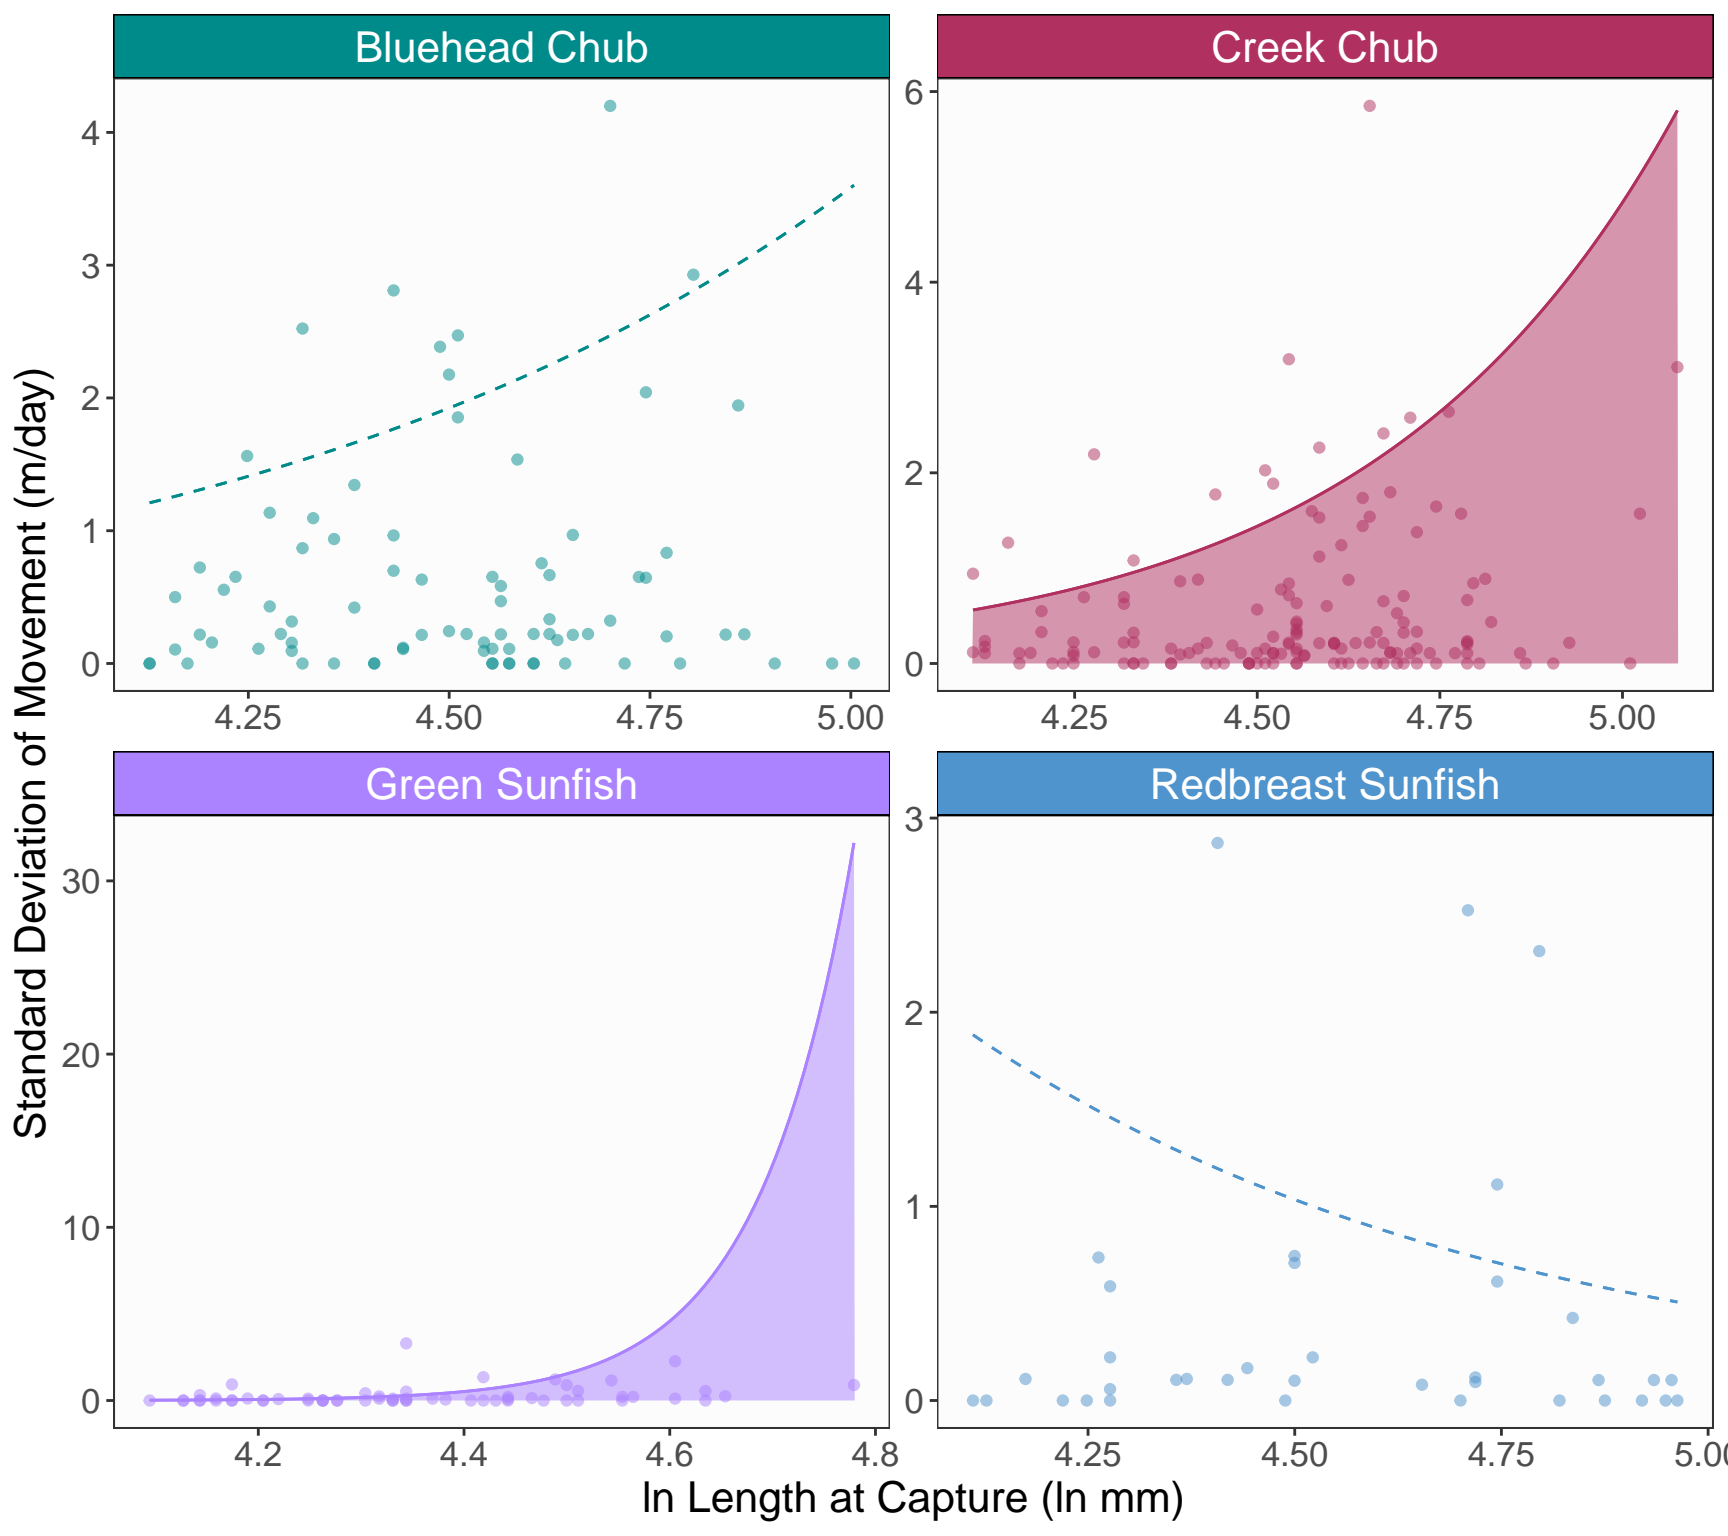 Bluehead Chub
Creek Chub
4
3
2
1
0
4.25 4.50 4.75 5.00
6
4
2
0
4.25 4.50 4.75 5.00
Standard Deviation of Movement (m/day)
Green Sunfish
Redbreast Sunfish
30
20
10
0
4.2 4.4 4.6 4.8
3
2
1
0
4.25 4.50 4.75 5.00
ln Length at Capture (ln mm)